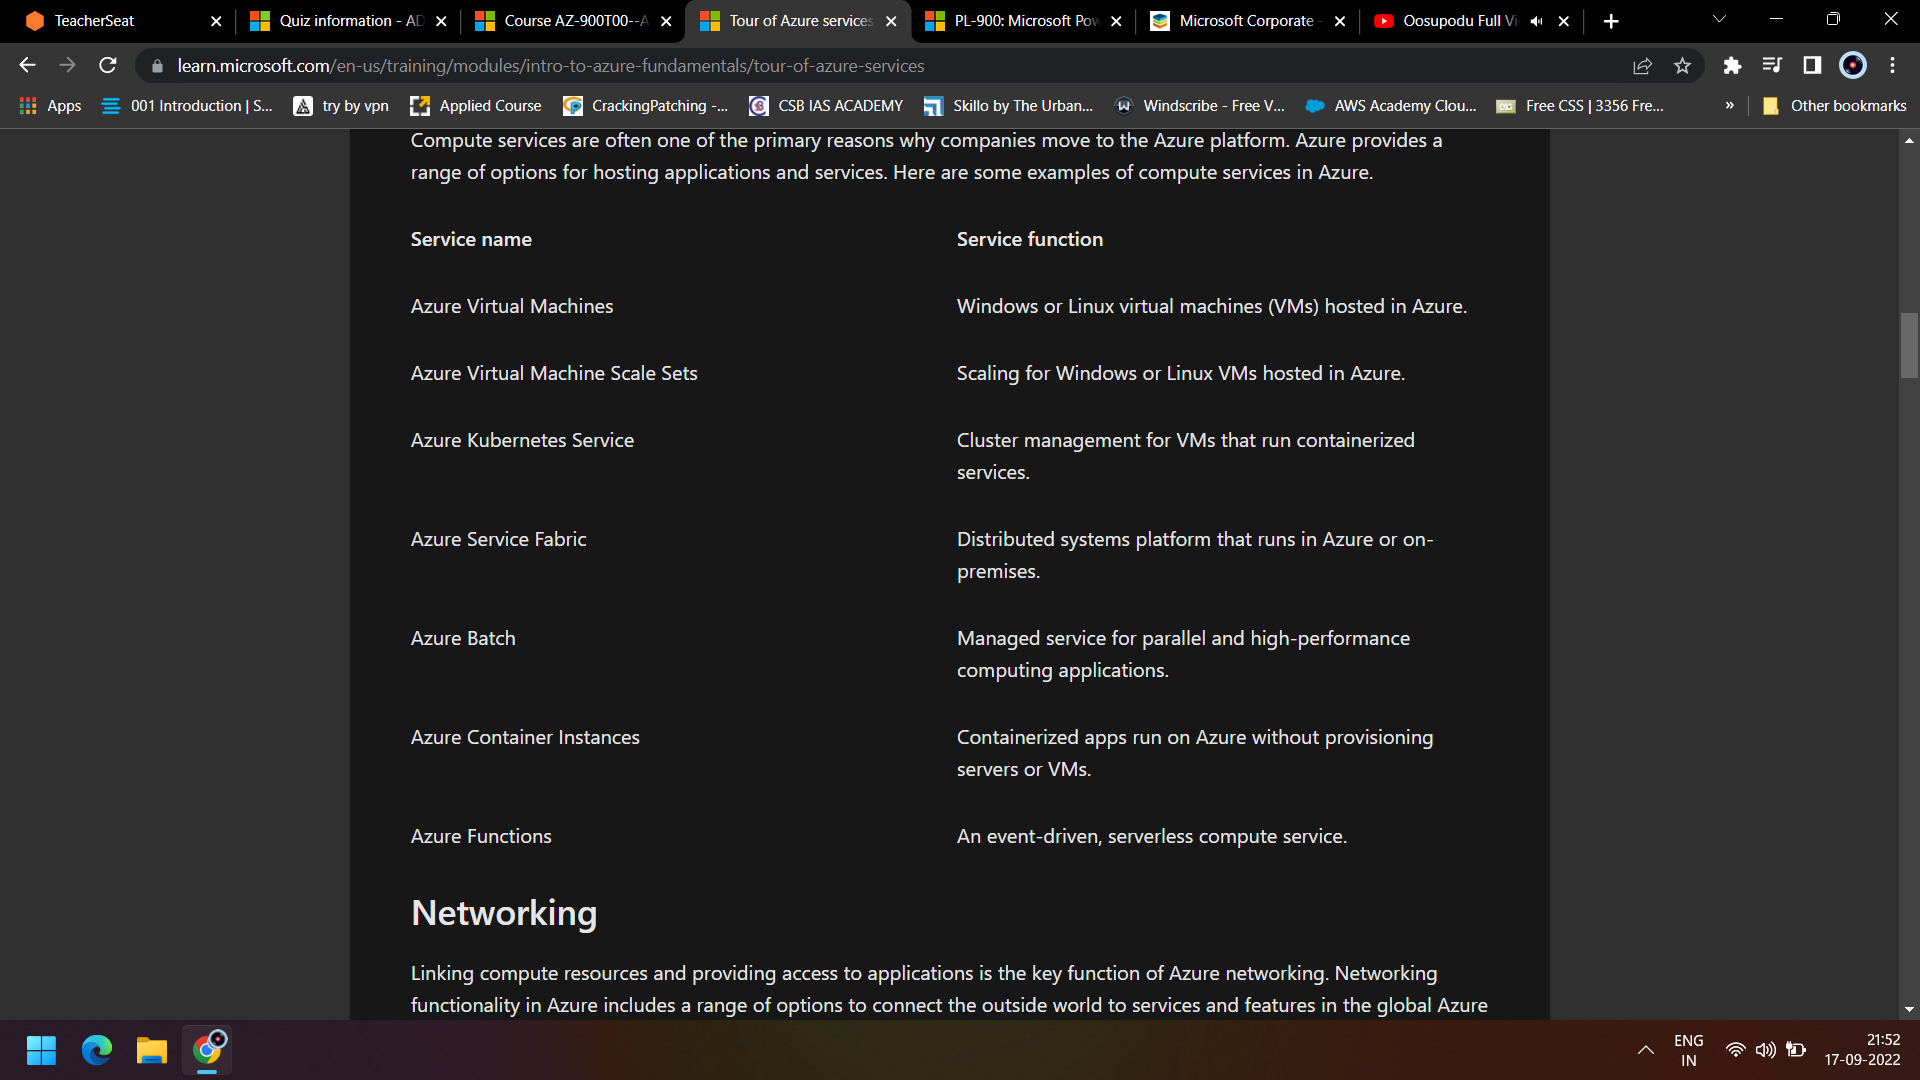 TeacherSeat
Quiz information - AD
Course AZ-900T00--A
Tour of Azure services
PL-900: Microsoft Pow
Microsoft Corporate -
Oosupodu Full Vi
learn.microsoft.com/en-us/training/modules/intro-to-azure-fundamentals/tour-of-azure-services
Apps
001 Introduction | S...
try by vpn
Applied Course
CrackingPatching -...
CSB IAS ACADEMY
Skillo by The Urban...
Windscribe - Free V...
AWS Academy Clou...
Free CSS | 3356 Fre...
»
Other bookmarks
Compute services are often one of the primary reasons why companies move to the Azure platform. Azure provides a
range of options for hosting applications and services. Here are some examples of compute services in Azure.
Service name
Service function
Azure Virtual Machines
Windows or Linux virtual machines (VMs) hosted in Azure.
Azure Virtual Machine Scale Sets
Scaling for Windows or Linux VMs hosted in Azure.
Azure Kubernetes Service
Cluster management for VMs that run containerized
services.
Azure Service Fabric
Distributed systems platform that runs in Azure or on-
premises.
Azure Batch
Managed service for parallel and high-performance
computing applications.
Azure Container Instances
Containerized apps run on Azure without provisioning
servers or VMs.
Azure Functions
An event-driven, serverless compute service.
Networking
Linking compute resources and providing access to applications is the key function of Azure networking. Networking
functionality in Azure includes a range of options to connect the outside world to services and features in the global Azure
ENG
IN
21:52
17-09-2022